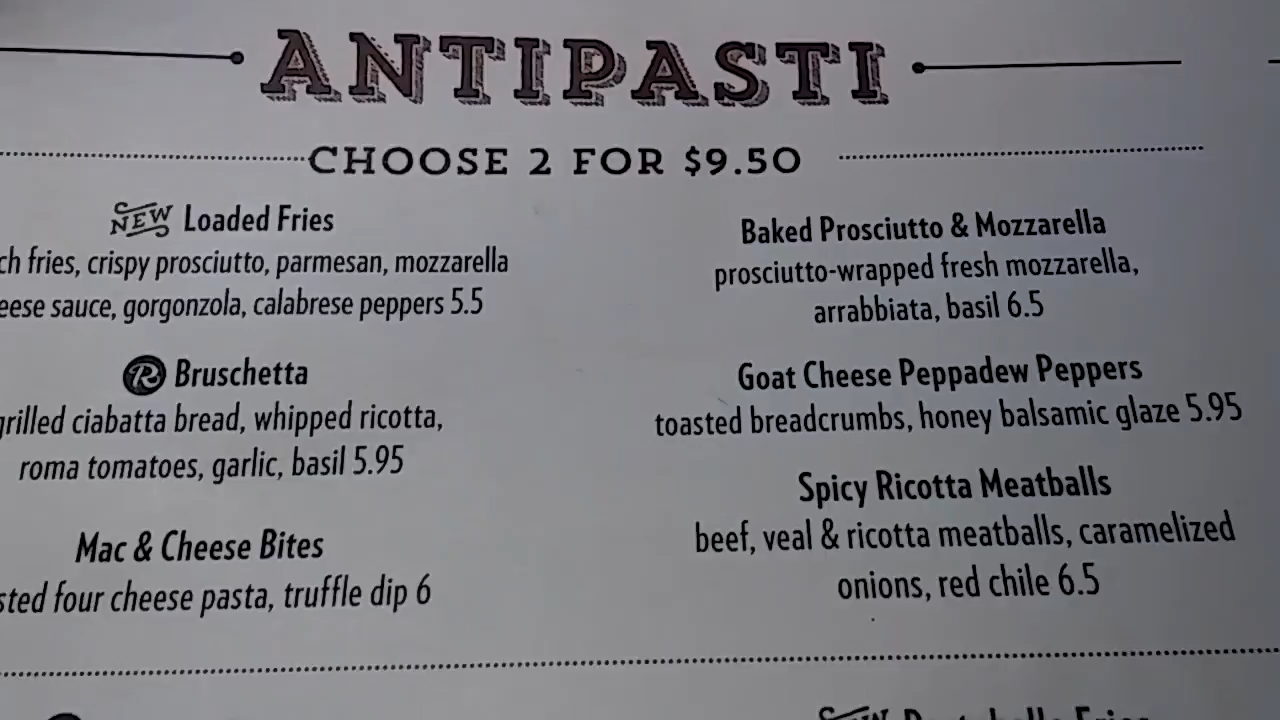 ANTIPASTI
CHOOSE 2 FOR $9.50
NEW Loaded Fries
fries, crispy prosciutto, parmesan, mozzarella
sauce, gorgonzola, calabrese peppers 5.5
R Bruschetta
grilled ciabatta bread, whipped ricotta,
roma tomatoes, garlic, basil 5.95
Mac & Cheese Bites
four cheese pasta, truffle dip 6
Baked Prosciutto & Mozzarella
prosciutto-wrapped fresh mozzarella,
arrabbiata, basil 6.5
Goat Cheese Peppadew Peppers
toasted breadcrumbs, honey balsamic glaze 5.95
Spicy Ricotta Meatballs
beef, veal & ricotta meatballs, caramelized
onions, red chile 6.5